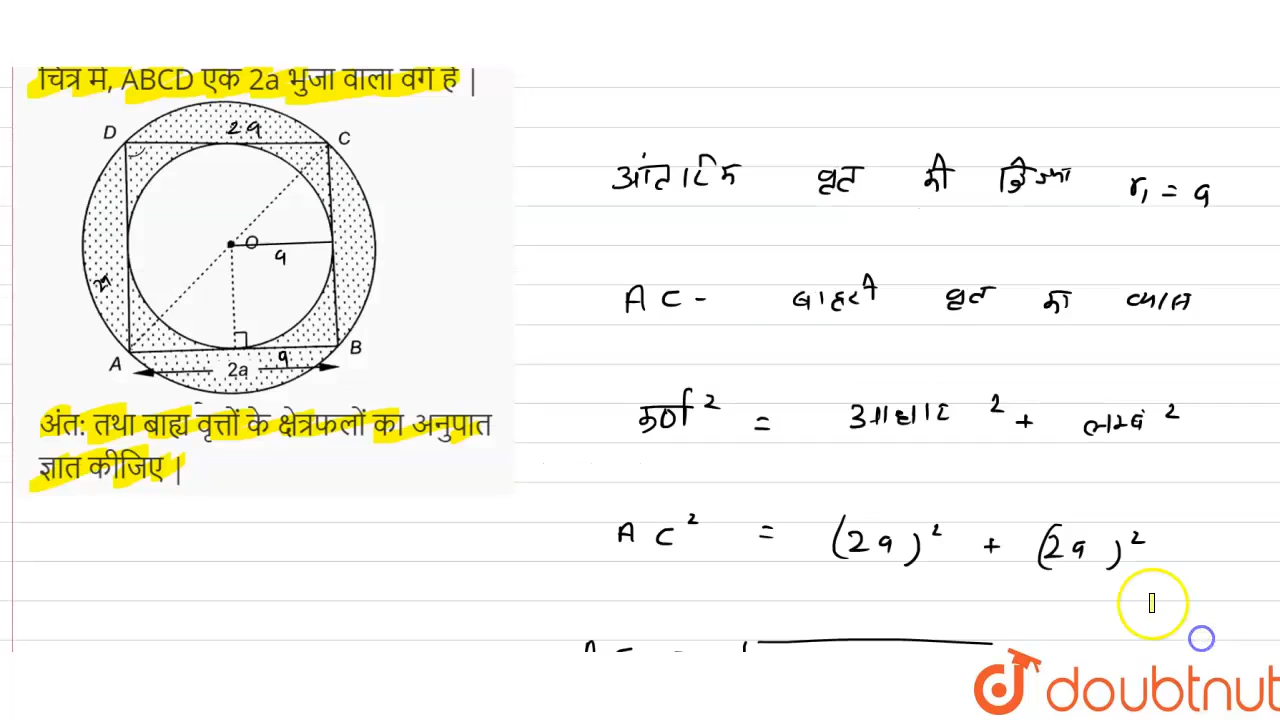 चित्र में, ABCD एक 2a भुजा वाला वर्ग है |
D 2a C
O
a
2a
A 2a a B
अंत: तथा बाह्य वृत्तों के क्षेत्रफलों का अनुपात
ज्ञात कीजिए |
आंतरिक वृत की त्रिज्या r₁ = a
AC - बाहरी वृत का व्यास
कर्ण² = आधार² + लम्ब²
AC² = (2a)² + (2a)²
doubtnut